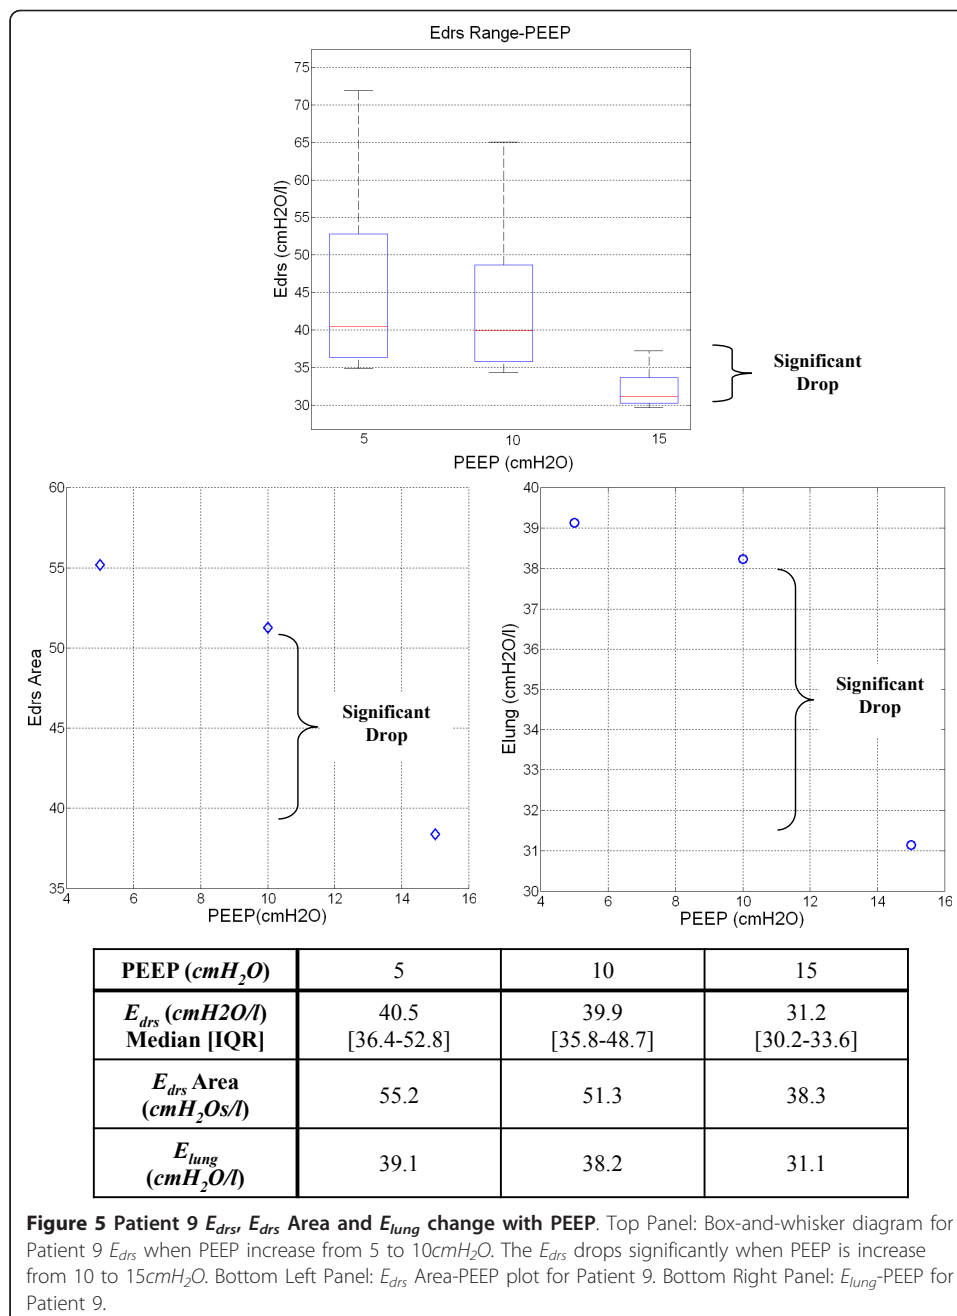 Edrs Range-PEEP
75
70
65
60
55
50
45
40
35
30
Edrs (cmH2O/l)
5 10 15
PEEP (cmH2O)
Significant
Drop
60
55
50
45
40
35
Edrs Area
4 6 8 10 12 14 16
PEEP(cmH2O)
Significant
Drop
40
39
38
37
36
35
34
33
32
31
30
Elung (cmH2O/l)
4 6 8 10 12 14 16
PEEP (cmH2O)
Significant
Drop
PEEP (cmH2O) 5 10 15
Edrs (cmH2O/l) 40.5 39.9 31.2
Median [IQR] [36.4-52.8] [35.8-48.7] [30.2-33.6]
Edrs Area 55.2 51.3 38.3
(cmH2Os/l)
Elung 39.1 38.2 31.1
(cmH2O/l)
Figure 5 Patient 9 Edrs, Edrs Area and Elung change with PEEP. Top Panel: Box-and-whisker diagram for
Patient 9 Edrs when PEEP increase from 5 to 10cmH2O. The Edrs drops significantly when PEEP is increase
from 10 to 15cmH2O. Bottom Left Panel: Edrs Area-PEEP plot for Patient 9. Bottom Right Panel: Elung-PEEP for
Patient 9.